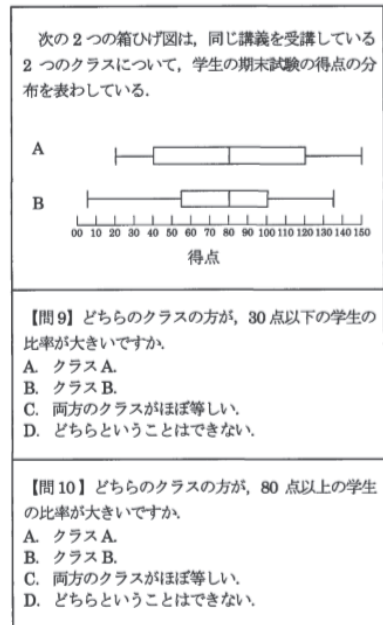 次の2つの箱ひげ図は，同じ講義を受講している
2つのクラスについて，学生の期末試験の得点の分
布を表わしている．
A
B
00 10 20 30 40 50 60 70 80 90 100 110 120 130 140 150
得点
【問9】どちらのクラスの方が，30点以下の学生の
比率が大きいですか．
A. クラスA.
B. クラスB.
C. 両方のクラスがほぼ等しい．
D. どちらということはできない．
【問10】どちらのクラスの方が，80点以上の学生
の比率が大きいですか．
A. クラスA.
B. クラスB.
C. 両方のクラスがほぼ等しい．
D. どちらということはできない．